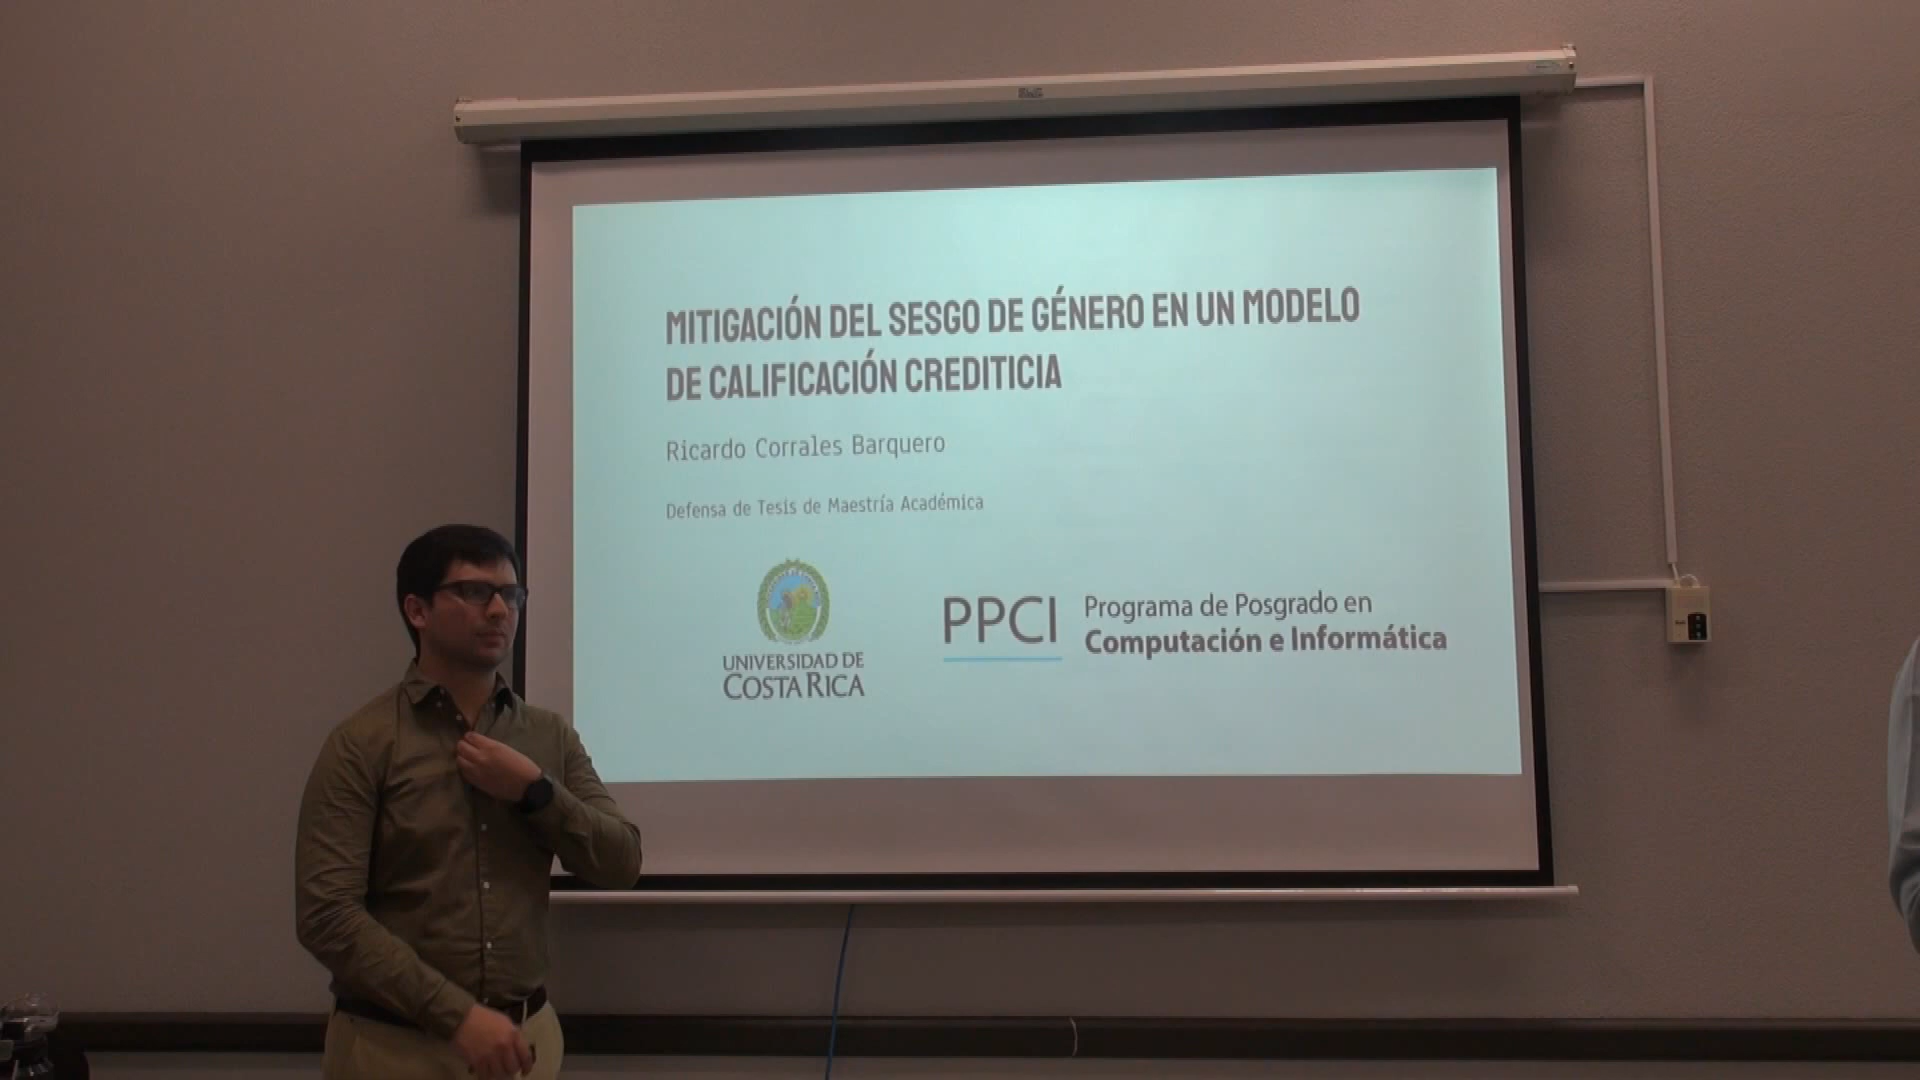 MITIGACIÓN DEL SESGO DE GÉNERO EN UN MODELO
DE CALIFICACIÓN CREDITICIA
Ricardo Corrales Barquero
Defensa de Tesis de Maestría Académica
UNIVERSIDAD DE
COSTA RICA
PPCI
Programa de Posgrado en
Computación e Informática